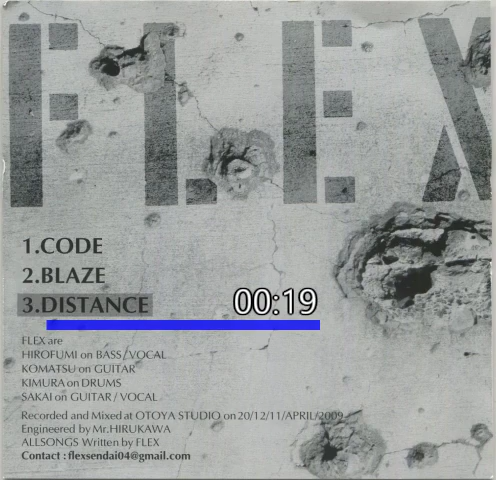 FLEX
1.CODE
2.BLAZE
3.DISTANCE
00:19
FLEX are
HIROFUMI on BASS/VOCAL
KOMATSU on GUITAR
KIMURA on DRUMS
SAKAI on GUITAR / VOCAL
Recorded and Mixed at OTOYA STUDIO on 20/12/11/APRIL/2009
Engineered by Mr.HIRUKAWA
ALLSONGS Written by FLEX
Contact : flexsendai04@gmail.com